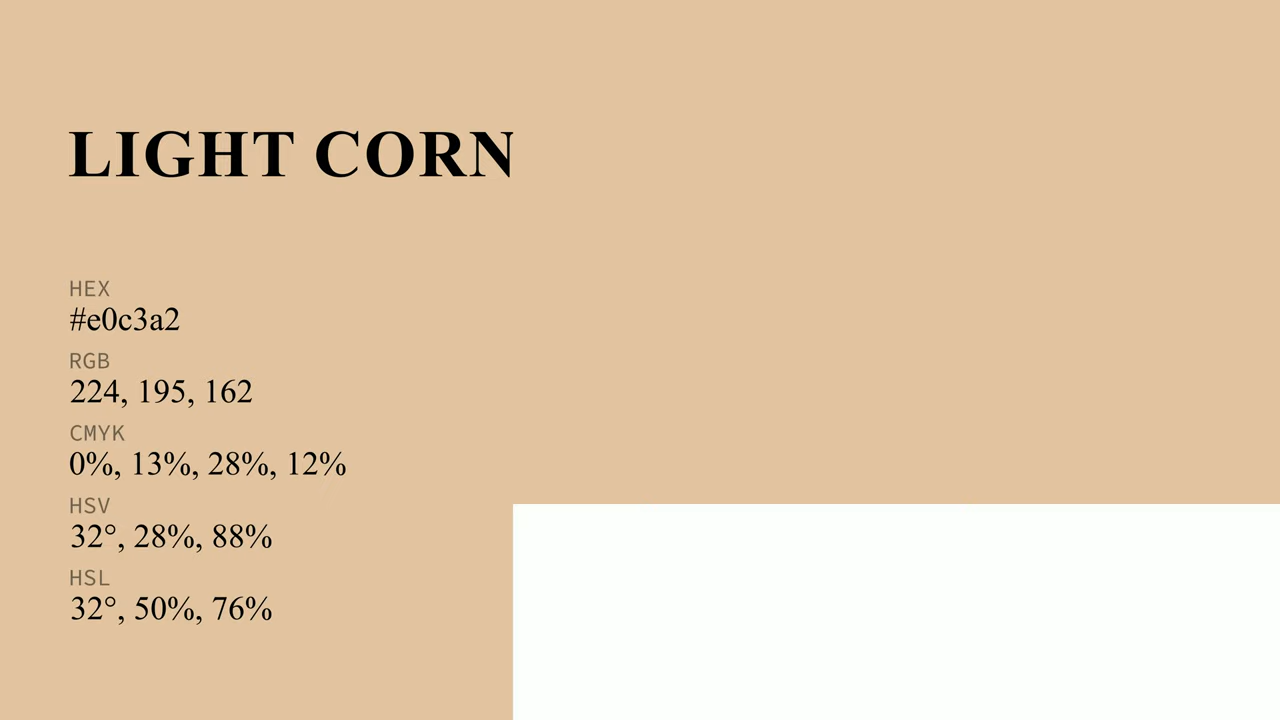 LIGHT CORN
HEX
#e0c3a2
RGB
224, 195, 162
CMYK
0%, 13%, 28%, 12%
HSV
32°, 28%, 88%
HSL
32°, 50%, 76%